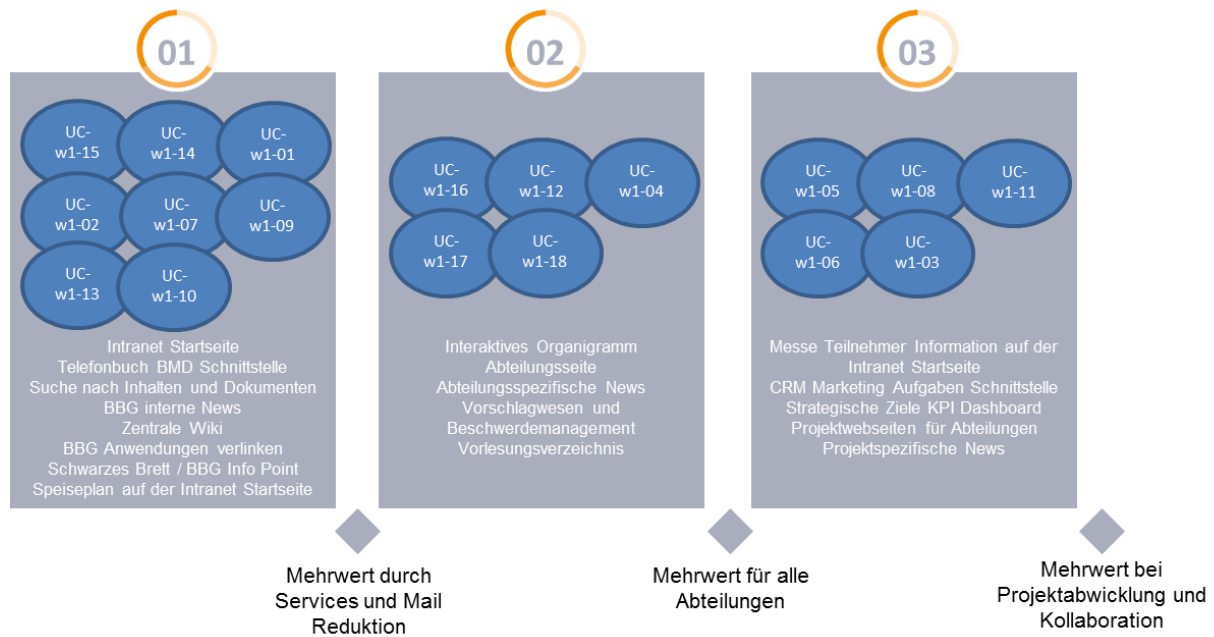 01
UC-
w1-15
UC-
w1-14
UC-
w1-01
UC-
w1-02
UC-
w1-07
UC-
w1-09
UC-
w1-13
UC-
w1-10
Intranet Startseite
Telefonbuch BMD Schnittstelle
Suche nach Inhalten und Dokumenten
BBG interne News
Zentrale Wiki
BBG Anwendungen verlinken
Schwarzes Brett / BBG Info Point
Speiseplan auf der Intranet Startseite
Mehrwert durch
Services und Mail
Reduktion
02
UC-
w1-16
UC-
w1-12
UC-
w1-04
UC-
w1-17
UC-
w1-18
Interaktives Organigramm
Abteilungsseite
Abteilungsspezifische News
Vorschlagwesen und
Beschwerdemanagement
Vorlesungsverzeichnis
Mehrwert für alle
Abteilungen
03
UC-
w1-05
UC-
w1-08
UC-
w1-11
UC-
w1-06
UC-
w1-03
Messe Teilnehmer Information auf der
Intranet Startseite
CRM Marketing Aufgaben Schnittstelle
Strategische Ziele KPI Dashboard
Projektwebseiten für Abteilungen
Projektspezifische News
Mehrwert bei
Projektabwicklung und
Kollaboration